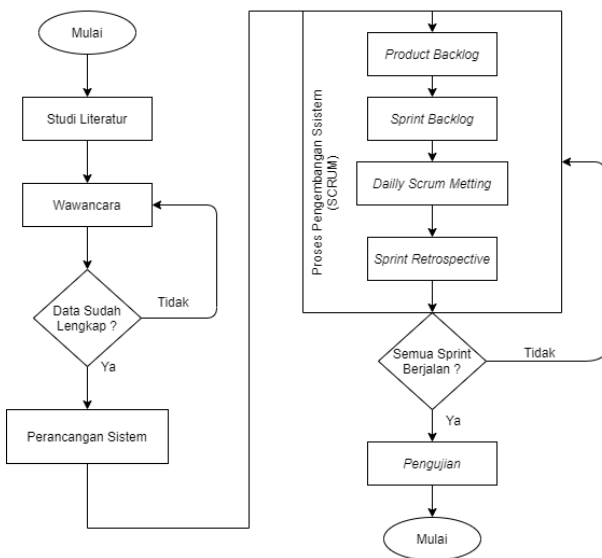 Mulai
Studi Literatur
Wawancara
Data Sudah
Lengkap ?
Tidak
Ya
Perancangan Sistem
Proses Pengembangan Ssistem
(SCRUM)
Product Backlog
Sprint Backlog
Dailly Scrum Metting
Sprint Retrospective
Semua Sprint
Berjalan ?
Tidak
Ya
Pengujian
Mulai